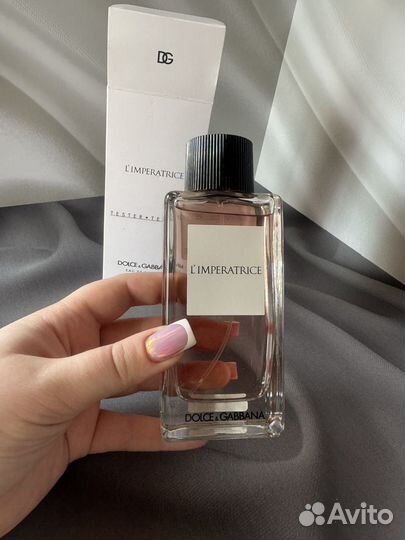 DG
L'IMPERATRICE
TESTER•TE
DOLCE & GABBANA
L'IMPERATRICE
DOLCE & GABBANA
Avito